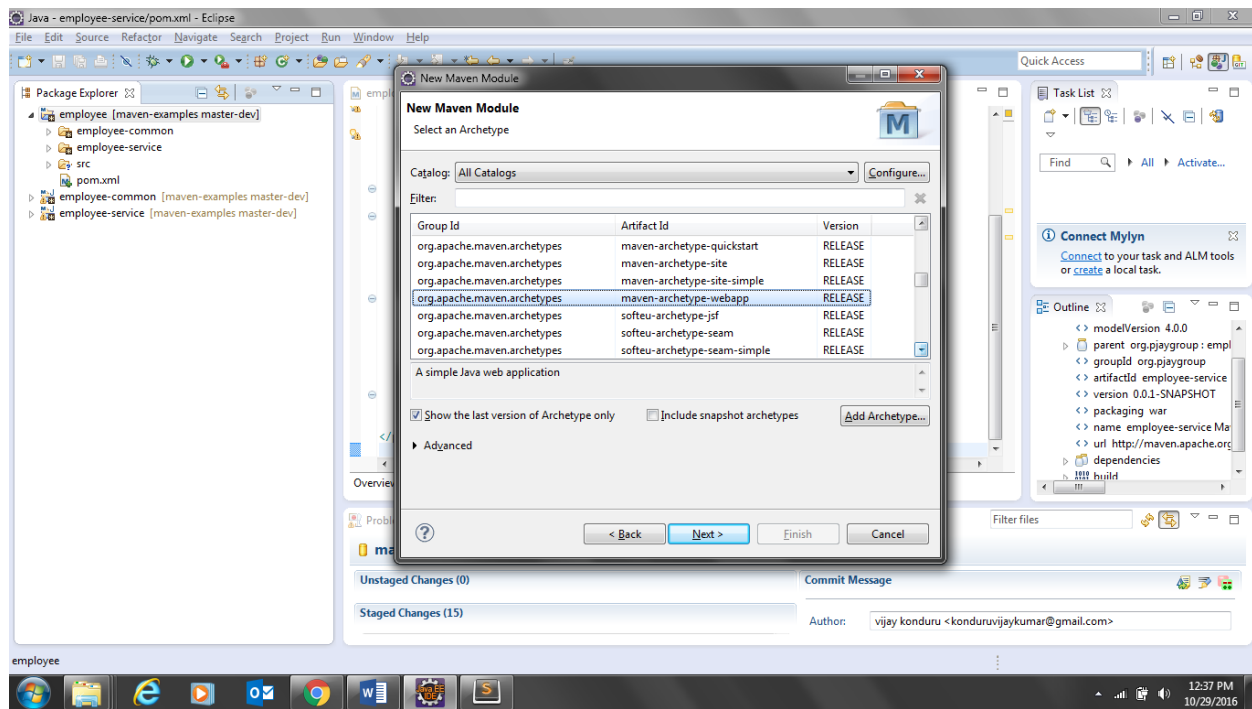 Java - employee-service/pom.xml - Eclipse
File Edit Source Refactor Navigate Search Project Run Window Help
Quick Access
Package Explorer
employee [maven-examples master-dev]
employee-common
employee-service
src
pom.xml
employee-common [maven-examples master-dev]
employee-service [maven-examples master-dev]
New Maven Module
New Maven Module
Select an Archetype
M
Catalog: All Catalogs Configure...
Filter:
Group Id Artifact Id Version
org.apache.maven.archetypes maven-archetype-quickstart RELEASE
org.apache.maven.archetypes maven-archetype-site RELEASE
org.apache.maven.archetypes maven-archetype-site-simple RELEASE
org.apache.maven.archetypes maven-archetype-webapp RELEASE
org.apache.maven.archetypes softeu-archetype-jsf RELEASE
org.apache.maven.archetypes softeu-archetype-seam RELEASE
org.apache.maven.archetypes softeu-archetype-seam-simple RELEASE
A simple Java web application
Show the last version of Archetype only Include snapshot archetypes Add Archetype...
Advanced
< Back Next > Finish Cancel
empl
</
Overview
Task List
Find All Activate...
Connect Mylyn
Connect to your task and ALM tools
or create a local task.
Outline
modelVersion 4.0.0
parent org.pjaygroup : empl
groupId org.pjaygroup
artifactId employee-service
version 0.0.1-SNAPSHOT
packaging war
name employee-service Ma
url http://maven.apache.org
dependencies
build
Probl
Filter files
ma
Unstaged Changes (0)
Staged Changes (15)
Commit Message
Author: vijay konduru <konduruvijaykumar@gmail.com>
employee
12:37 PM
10/29/2016